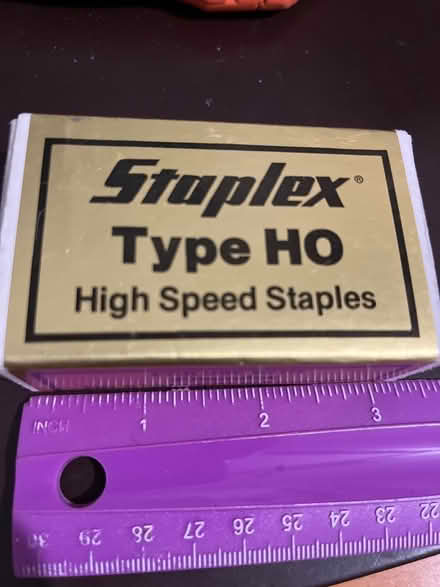 Staplex®
Type HO
High Speed Staples
INCH 1 2 3
30 29 28 27 26 25 24 23 22